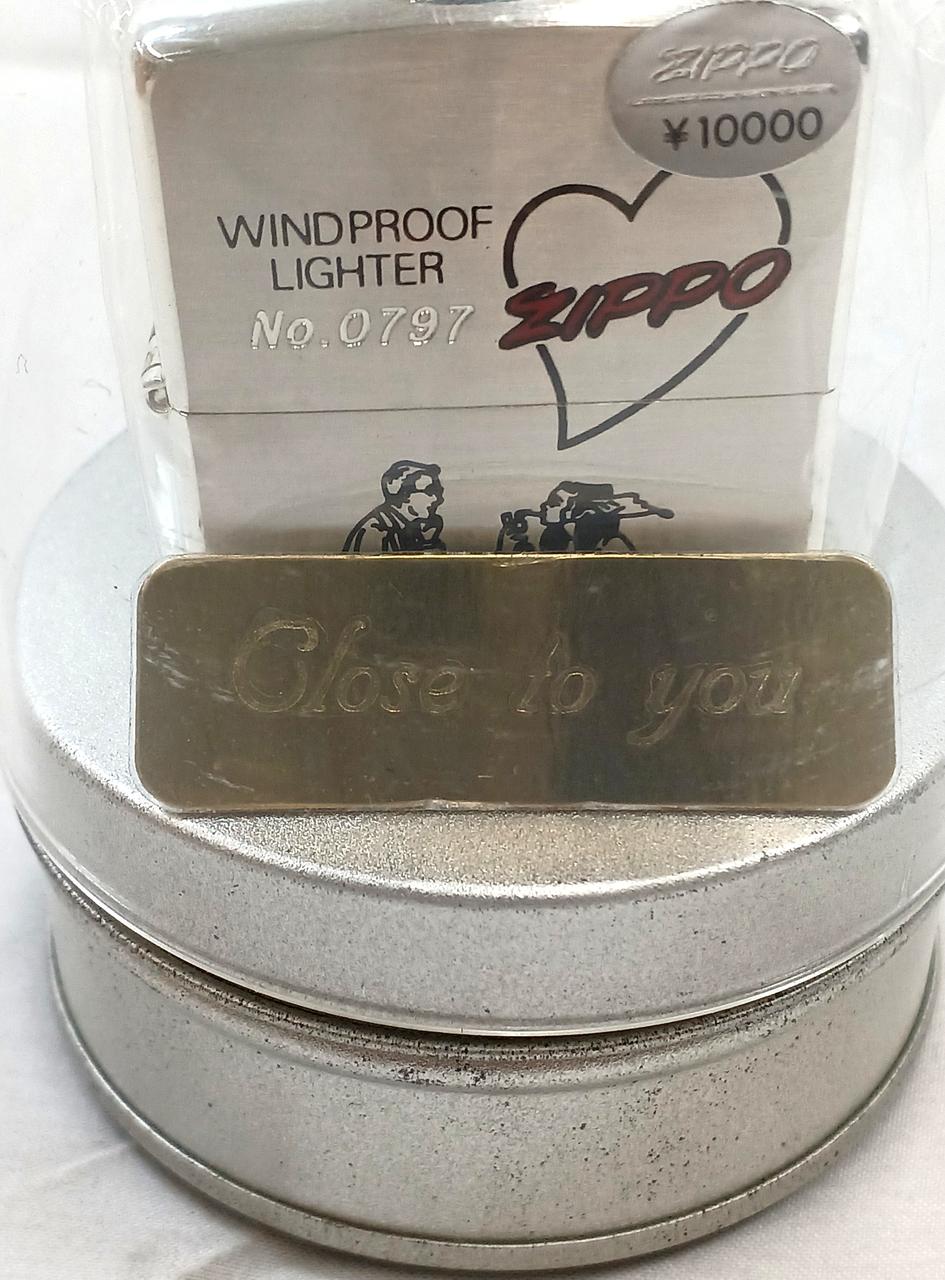 ZIPPO
¥10000
WINDPROOF
LIGHTER
No.0797
ZIPPO
Close to you